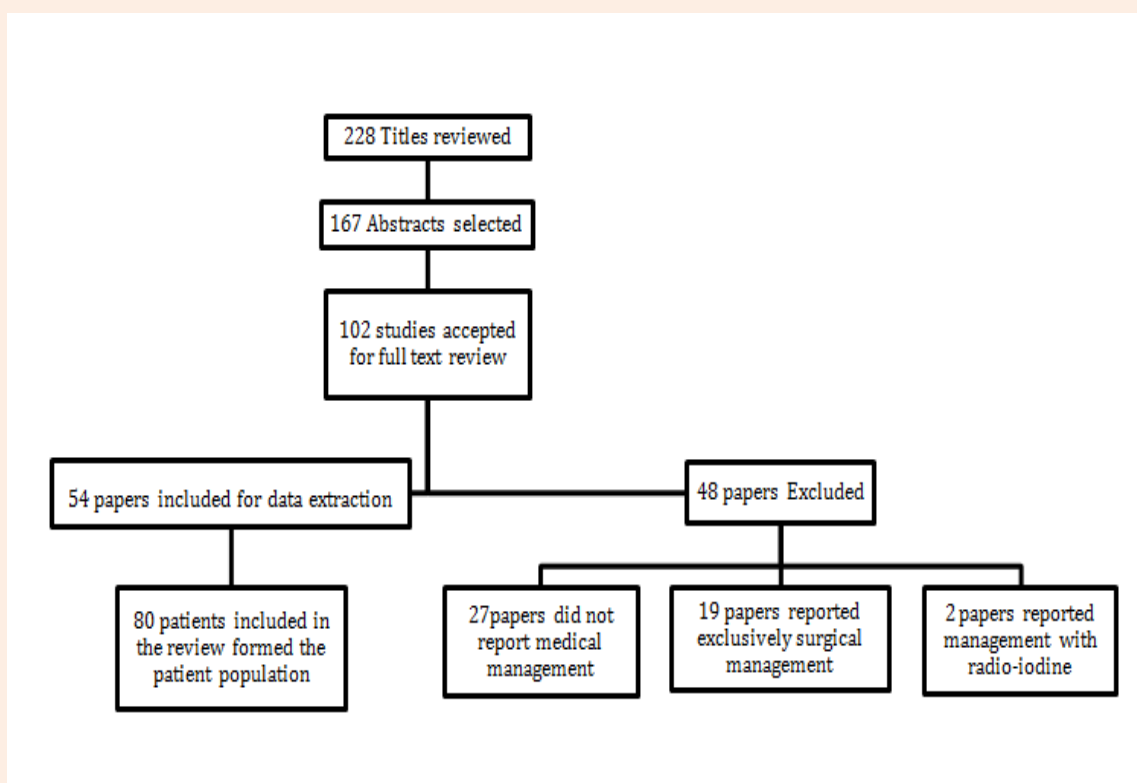 228 Titles reviewed
167 Abstracts selected
102 studies accepted
for full text review
54 papers included for data extraction
48 papers Excluded
80 patients included in
the review formed the
patient population
27papers did not
report medical
management
19 papers reported
exclusively surgical
management
2 papers reported
management with
radio-iodine